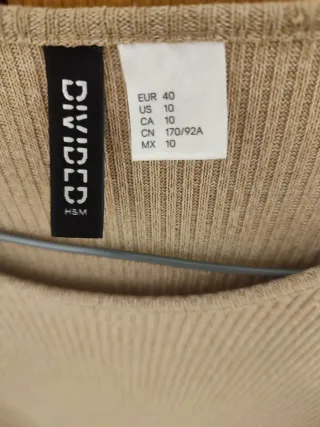 DIVIDED
H&M
EUR 40
US 10
CA 10
CN 170/92A
MX 10